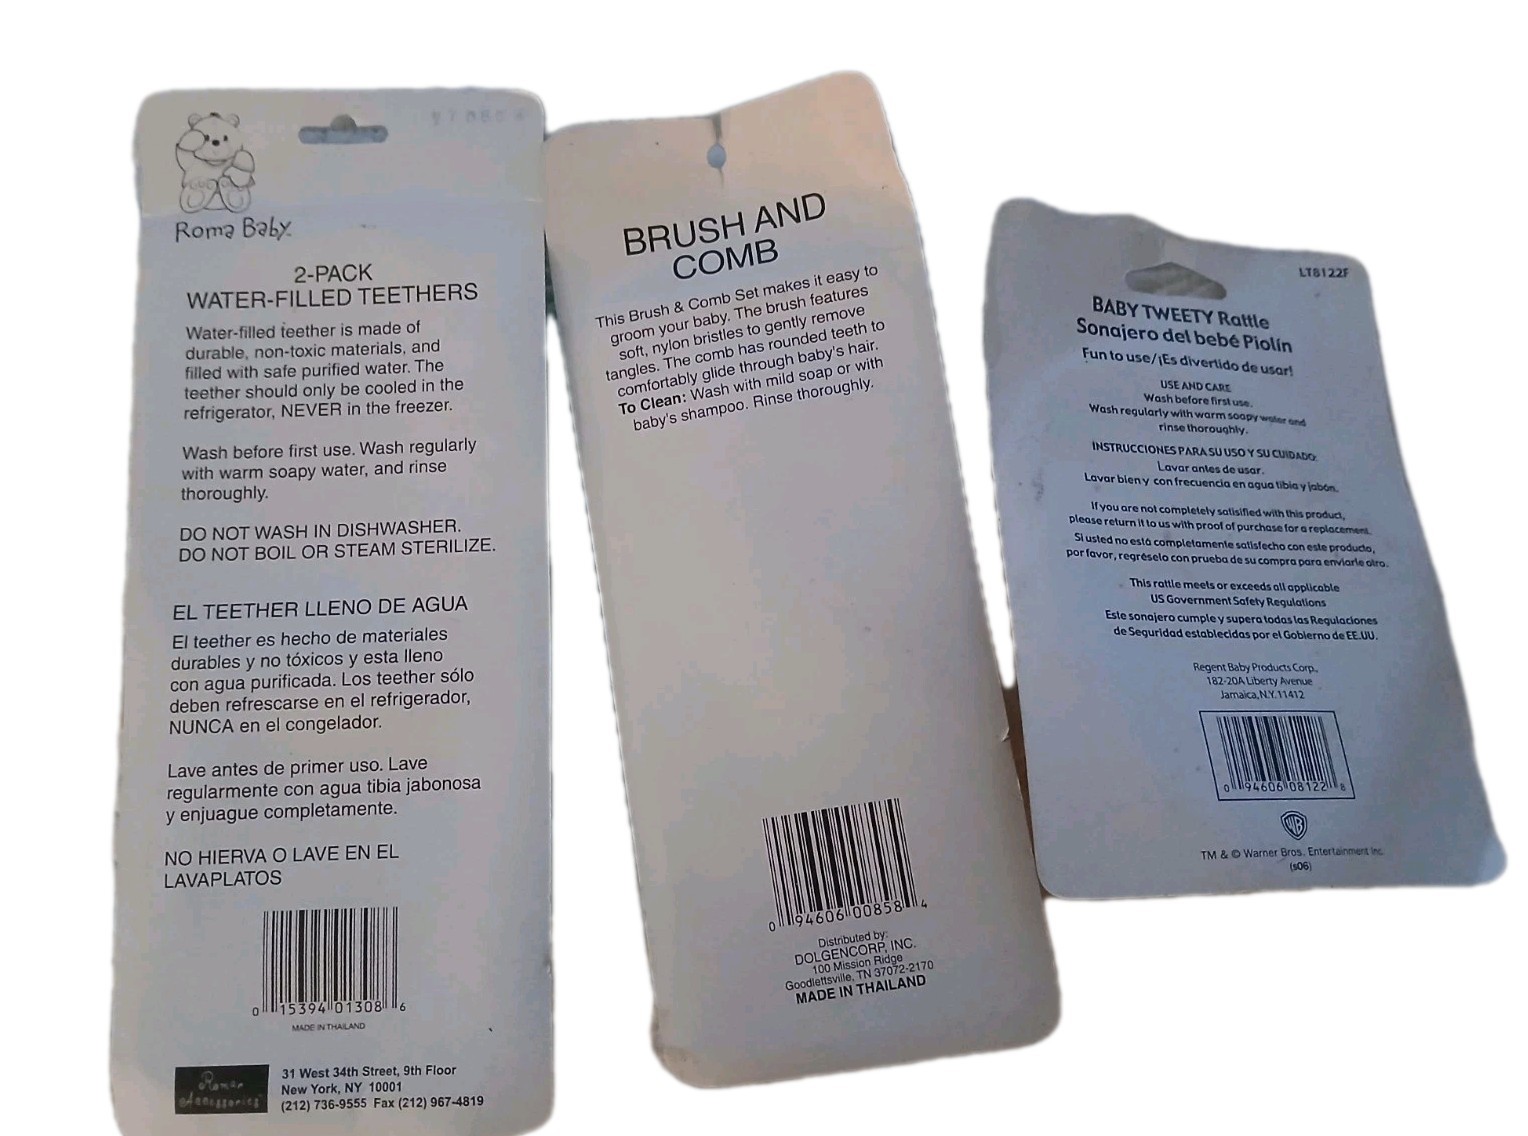 Roma Baby
2-PACK
WATER-FILLED TEETHERS
Water-filled teether is made of
durable, non-toxic materials, and
filled with safe purified water. The
teether should only be cooled in the
refrigerator, NEVER in the freezer.
Wash before first use. Wash regularly
with warm soapy water, and rinse
thoroughly.
DO NOT WASH IN DISHWASHER.
DO NOT BOIL OR STEAM STERILIZE.
EL TEETHER LLENO DE AGUA
El teether es hecho de materiales
durables y no tóxicos y esta lleno
con agua purificada. Los teether sólo
deben refrescarse en el refrigerador,
NUNCA en el congelador.
Lave antes de primer uso. Lave
regularmente con agua tibia jabonosa
y enjuague completamente.
NO HIERVA O LAVE EN EL
LAVAPLATOS
0 15394 01308 6
MADE IN THAILAND
Roman
Accessories
31 West 34th Street, 9th Floor
New York, NY 10001
(212) 736-9555 Fax (212) 967-4819
BRUSH AND
COMB
This Brush & Comb Set makes it easy to
groom your baby. The brush features
soft, nylon bristles to gently remove
tangles. The comb has rounded teeth to
comfortably glide through baby's hair.
To Clean: Wash with mild soap or with
baby's shampoo. Rinse thoroughly.
0 94606 00858 4
Distributed by:
DOLGENCORP, INC.
100 Mission Ridge
Goodlettsville, TN 37072-2170
MADE IN THAILAND
LT8122F
BABY TWEETY Rattle
Sonajero del bebé Piolín
Fun to use/¡Es divertido de usar!
USE AND CARE
Wash before first use.
Wash regularly with warm soapy water and
rinse thoroughly.
INSTRUCCIONES PARA SU USO Y SU CUIDADO:
Lavar antes de usar.
Lavar bien y con frecuencia en agua tibia y jabón.
If you are not completely satisified with this product,
please return it to us with proof of purchase for a replacement.
Si usted no está completamente satisfecho con este producto,
por favor, regréselo con prueba de su compra para enviarle otro.
This rattle meets or exceeds all applicable
US Government Safety Regulations
Este sonajero cumple y supera todas las Regulaciones
de Seguridad establecidas por el Gobierno de EE.UU.
Regent Baby Products Corp.
182-20A Liberty Avenue
Jamaica, N.Y. 11412
0 94606 08122 8
WB
TM & © Warner Bros. Entertainment Inc.
(s06)